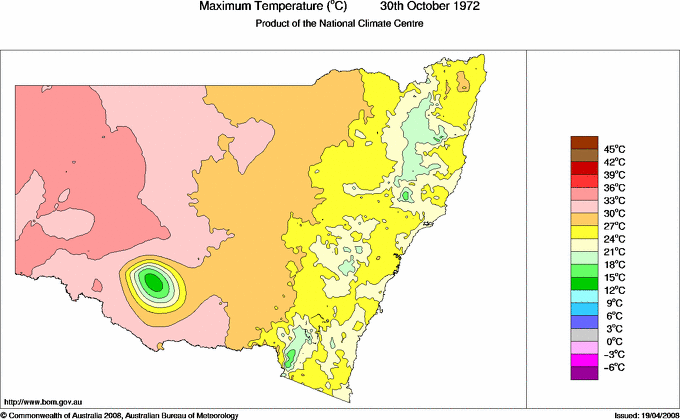 Maximum Temperature (°C) 30th October 1972
Product of the National Climate Centre
45°C
42°C
39°C
36°C
33°C
30°C
27°C
24°C
21°C
18°C
15°C
12°C
9°C
6°C
3°C
0°C
−3°C
−6°C
http://www.bom.gov.au
© Commonwealth of Australia 2008, Australian Bureau of Meteorology Issued: 19/04/2008